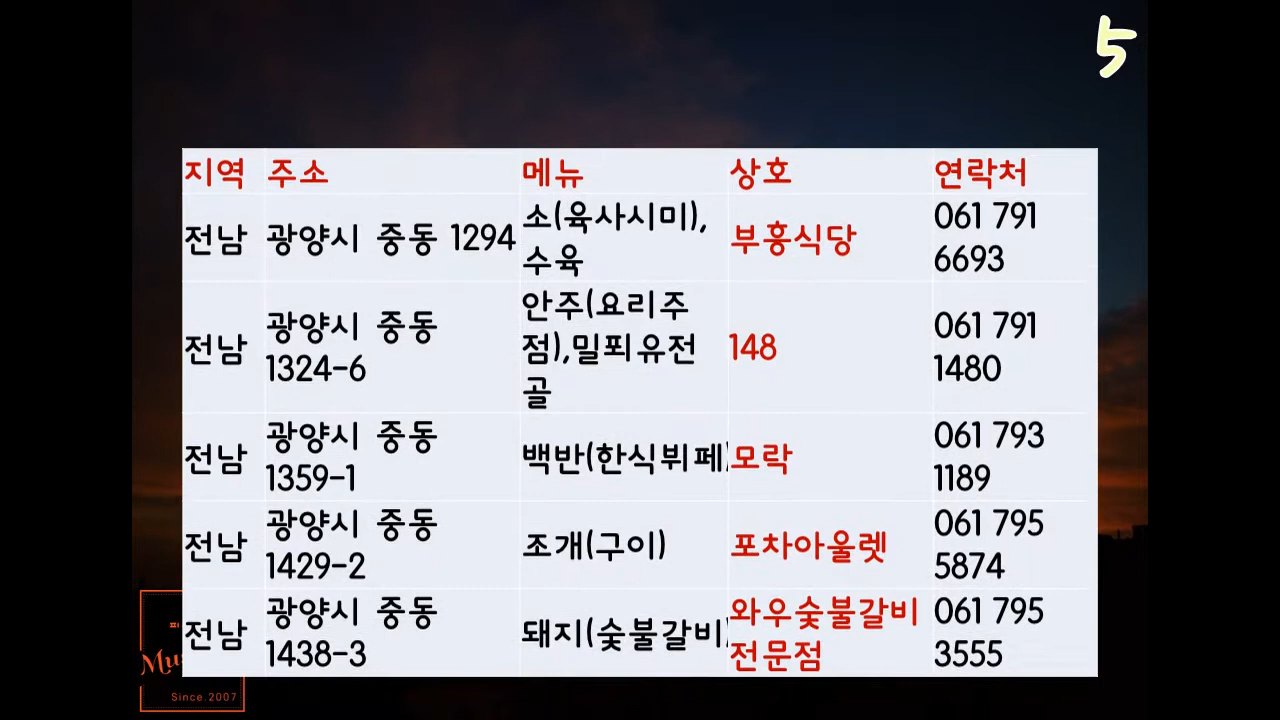 5
지역 주소 메뉴 상호 연락처
전남 광양시 중동 1294 소(육사시미), 수육 부흥식당 061 791 6693
전남 광양시 중동 1324-6 안주(요리주점),밀푀유전골 148 061 791 1480
전남 광양시 중동 1359-1 백반(한식뷔페) 모락 061 793 1189
전남 광양시 중동 1429-2 조개(구이) 포차아울렛 061 795 5874
전남 광양시 중동 1438-3 돼지(숯불갈비) 와우숯불갈비전문점 061 795 3555
Since.2007